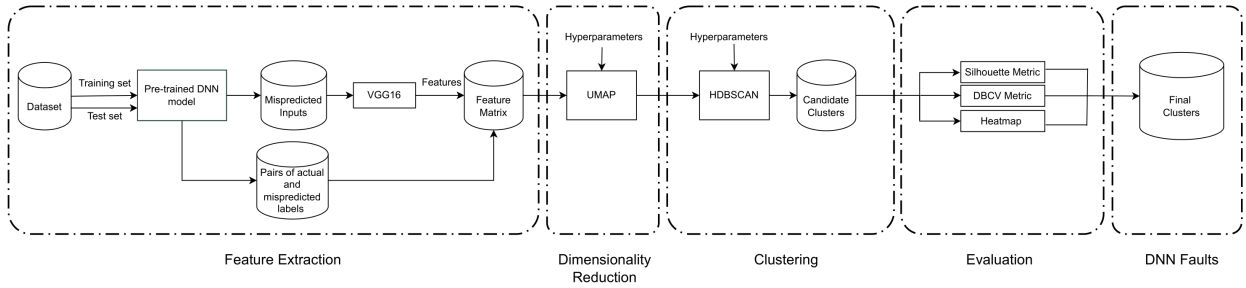 Dataset
Training set
Test set
Pre-trained DNN
model
Mispredicted
Inputs
VGG16
Features
Feature
Matrix
Pairs of actual
and
mispredicted
labels
Feature Extraction
Hyperparameters
UMAP
Dimensionality
Reduction
Hyperparameters
HDBSCAN
Candidate
Clusters
Clustering
Silhouette Metric
DBCV Metric
Heatmap
Evaluation
Final
Clusters
DNN Faults